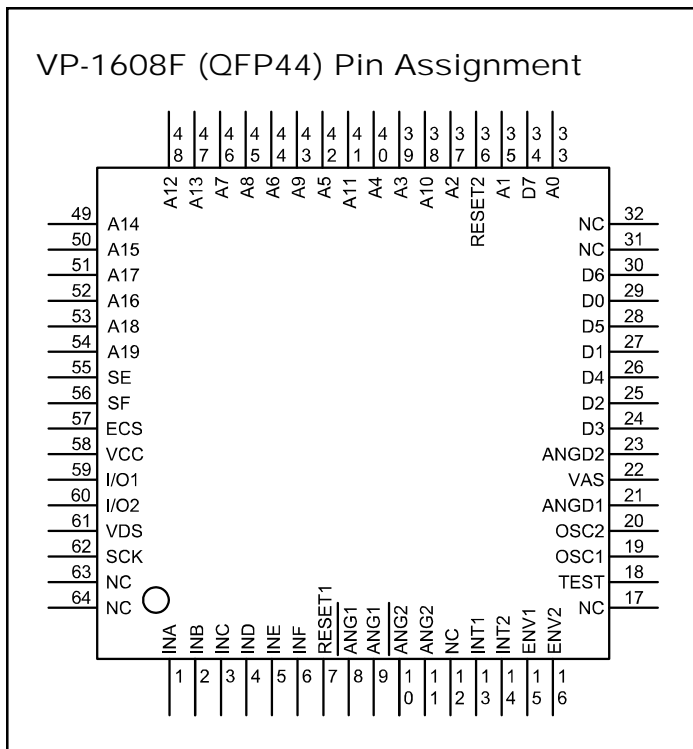 VP-1608F (QFP44) Pin Assignment
48 47 46 45 44 43 42 41 40 39 38 37 36 35 34 33
A12 A13 A7 A8 A6 A9 A5 A11 A4 A3 A10 A2 RESET2 A1 D7 A0
49 A14 NC 32
50 A15 NC 31
51 A17 D6 30
52 A16 D0 29
53 A18 D5 28
54 A19 D1 27
55 SE D4 26
56 SF D2 25
57 ECS D3 24
58 VCC ANGD2 23
59 I/O1 VAS 22
60 I/O2 ANGD1 21
61 VDS OSC2 20
62 SCK OSC1 19
63 NC TEST 18
64 NC NC 17
INA INB INC IND INE INF RESET1 ANG1 ANG1 ANG2 ANG2 NC INT1 INT2 ENV1 ENV2
1 2 3 4 5 6 7 8 9 10 11 12 13 14 15 16